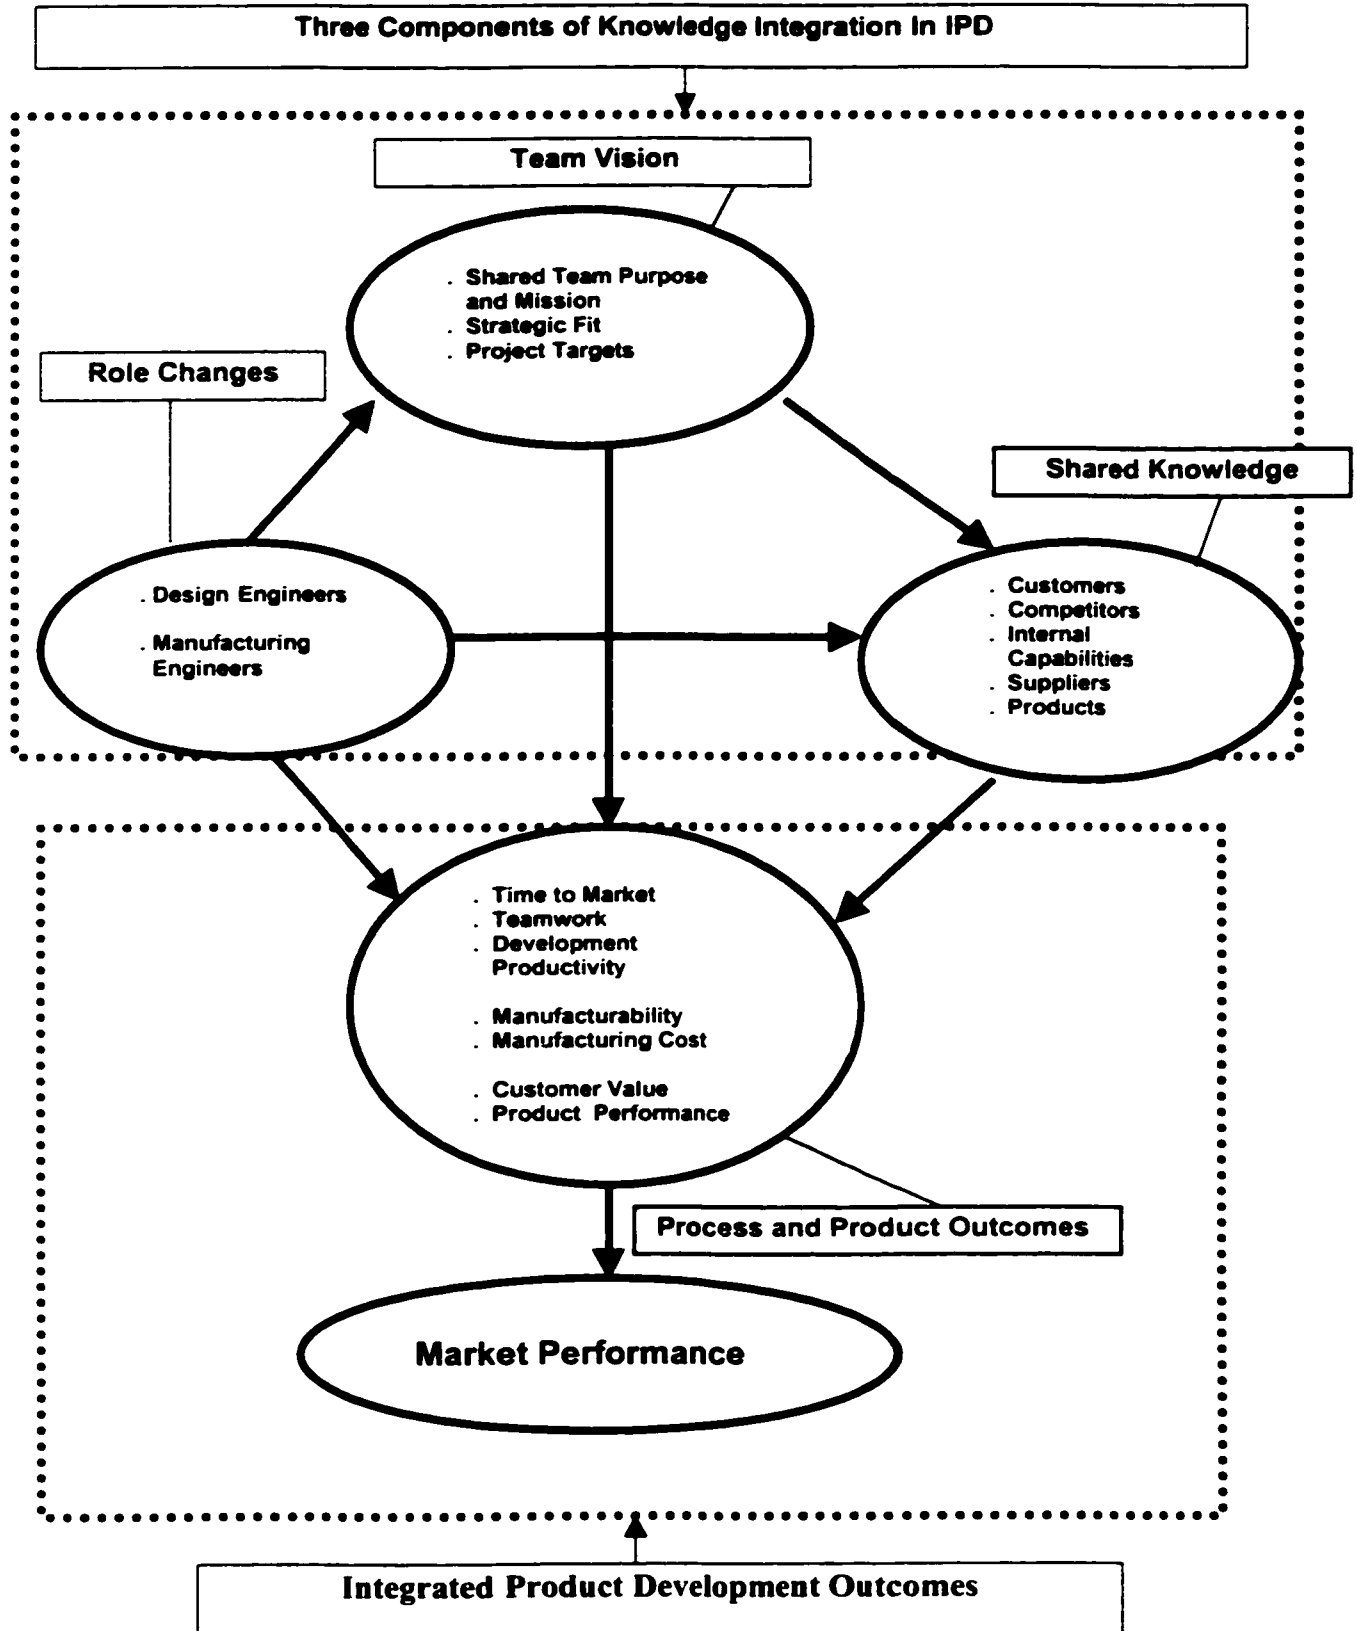 Three Components of Knowledge Integration In IPD
Team Vision
. Shared Team Purpose
and Mission
. Strategic Fit
. Project Targets
Role Changes
Shared Knowledge
. Design Engineers
. Manufacturing
Engineers
. Customers
. Competitors
. Internal
Capabilities
. Suppliers
. Products
. Time to Market
. Teamwork
. Development
Productivity
. Manufacturability
. Manufacturing Cost
. Customer Value
. Product Performance
Process and Product Outcomes
Market Performance
Integrated Product Development Outcomes